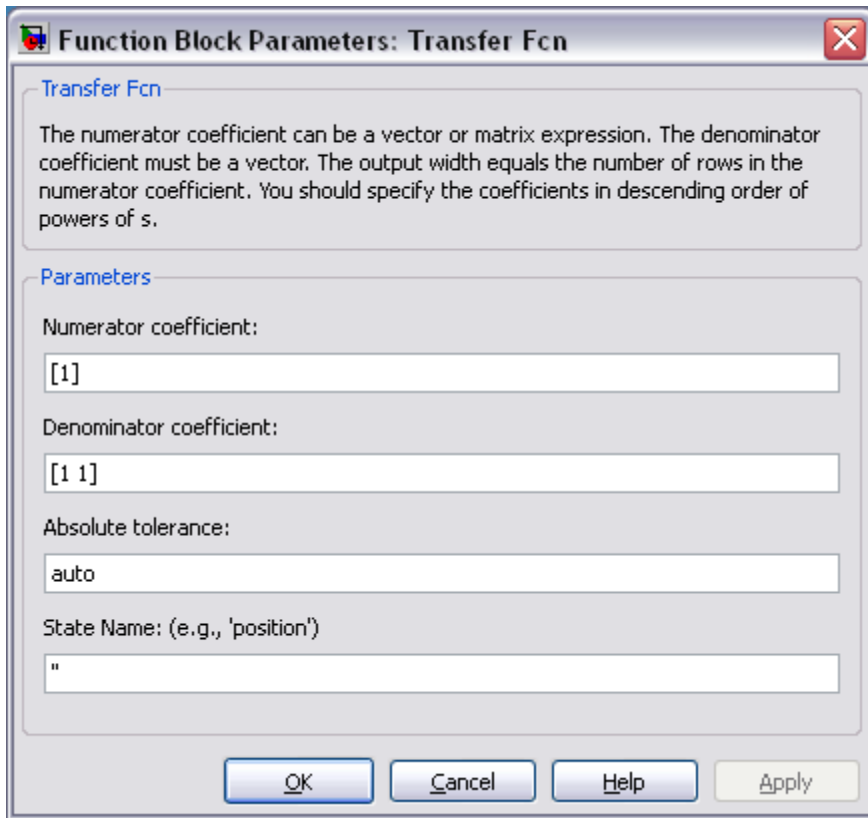 Function Block Parameters: Transfer Fcn
Transfer Fcn
The numerator coefficient can be a vector or matrix expression. The denominator
coefficient must be a vector. The output width equals the number of rows in the
numerator coefficient. You should specify the coefficients in descending order of
powers of s.
Parameters
Numerator coefficient:
[1]
Denominator coefficient:
[1 1]
Absolute tolerance:
auto
State Name: (e.g., 'position')
''
OK Cancel Help Apply